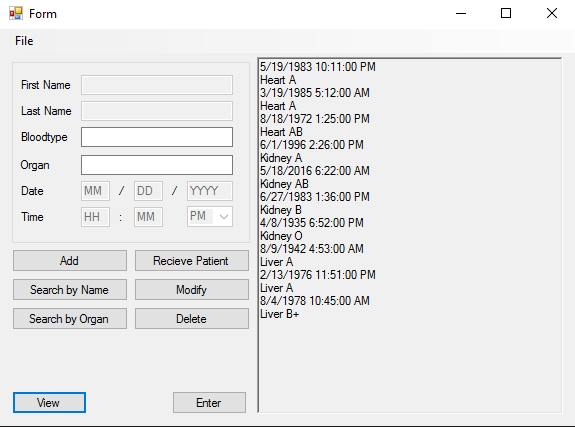 Form
File
First Name
Last Name
Bloodtype
Organ
Date MM / DD / YYYY
Time HH : MM PM
Add Recieve Patient
Search by Name Modify
Search by Organ Delete
View Enter
5/19/1983 10:11:00 PM
Heart A
3/19/1985 5:12:00 AM
Heart A
8/18/1972 1:25:00 PM
Heart AB
6/1/1996 2:26:00 PM
Kidney A
5/18/2016 6:22:00 AM
Kidney AB
6/27/1983 1:36:00 PM
Kidney B
4/8/1935 6:52:00 PM
Kidney O
8/9/1942 4:53:00 AM
Liver A
2/13/1976 11:51:00 PM
Liver A
8/4/1978 10:45:00 AM
Liver B+